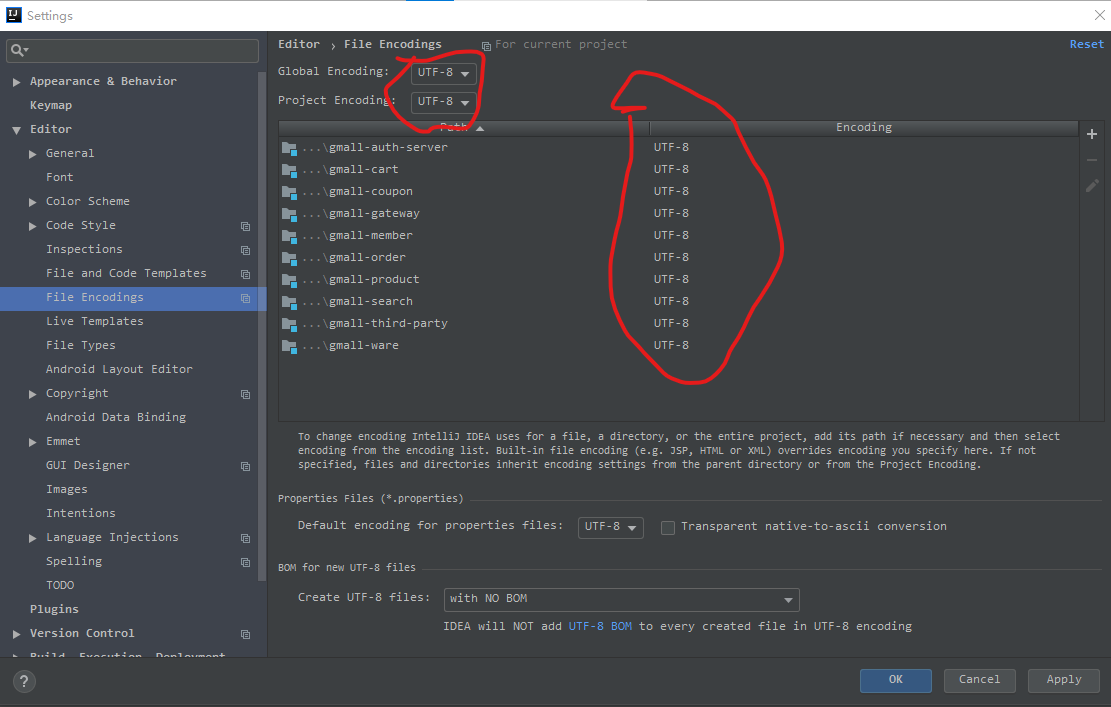 Settings
Editor › File Encodings For current project Reset
Global Encoding: UTF-8
Project Encoding: UTF-8
Path Encoding
...\gmall-auth-server UTF-8
...\gmall-cart UTF-8
...\gmall-coupon UTF-8
...\gmall-gateway UTF-8
...\gmall-member UTF-8
...\gmall-order UTF-8
...\gmall-product UTF-8
...\gmall-search UTF-8
...\gmall-third-party UTF-8
...\gmall-ware UTF-8
To change encoding IntelliJ IDEA uses for a file, a directory, or the entire project, add its path if necessary and then select
encoding from the encoding list. Built-in file encoding (e.g. JSP, HTML or XML) overrides encoding you specify here. If not
specified, files and directories inherit encoding settings from the parent directory or from the Project Encoding.
Properties Files (*.properties)
Default encoding for properties files: UTF-8 Transparent native-to-ascii conversion
BOM for new UTF-8 files
Create UTF-8 files: with NO BOM
IDEA will NOT add UTF-8 BOM to every created file in UTF-8 encoding
Appearance & Behavior
Keymap
Editor
General
Font
Color Scheme
Code Style
Inspections
File and Code Templates
File Encodings
Live Templates
File Types
Android Layout Editor
Copyright
Android Data Binding
Emmet
GUI Designer
Images
Intentions
Language Injections
Spelling
TODO
Plugins
Version Control
Build, Execution, Deployment
?
OK Cancel Apply